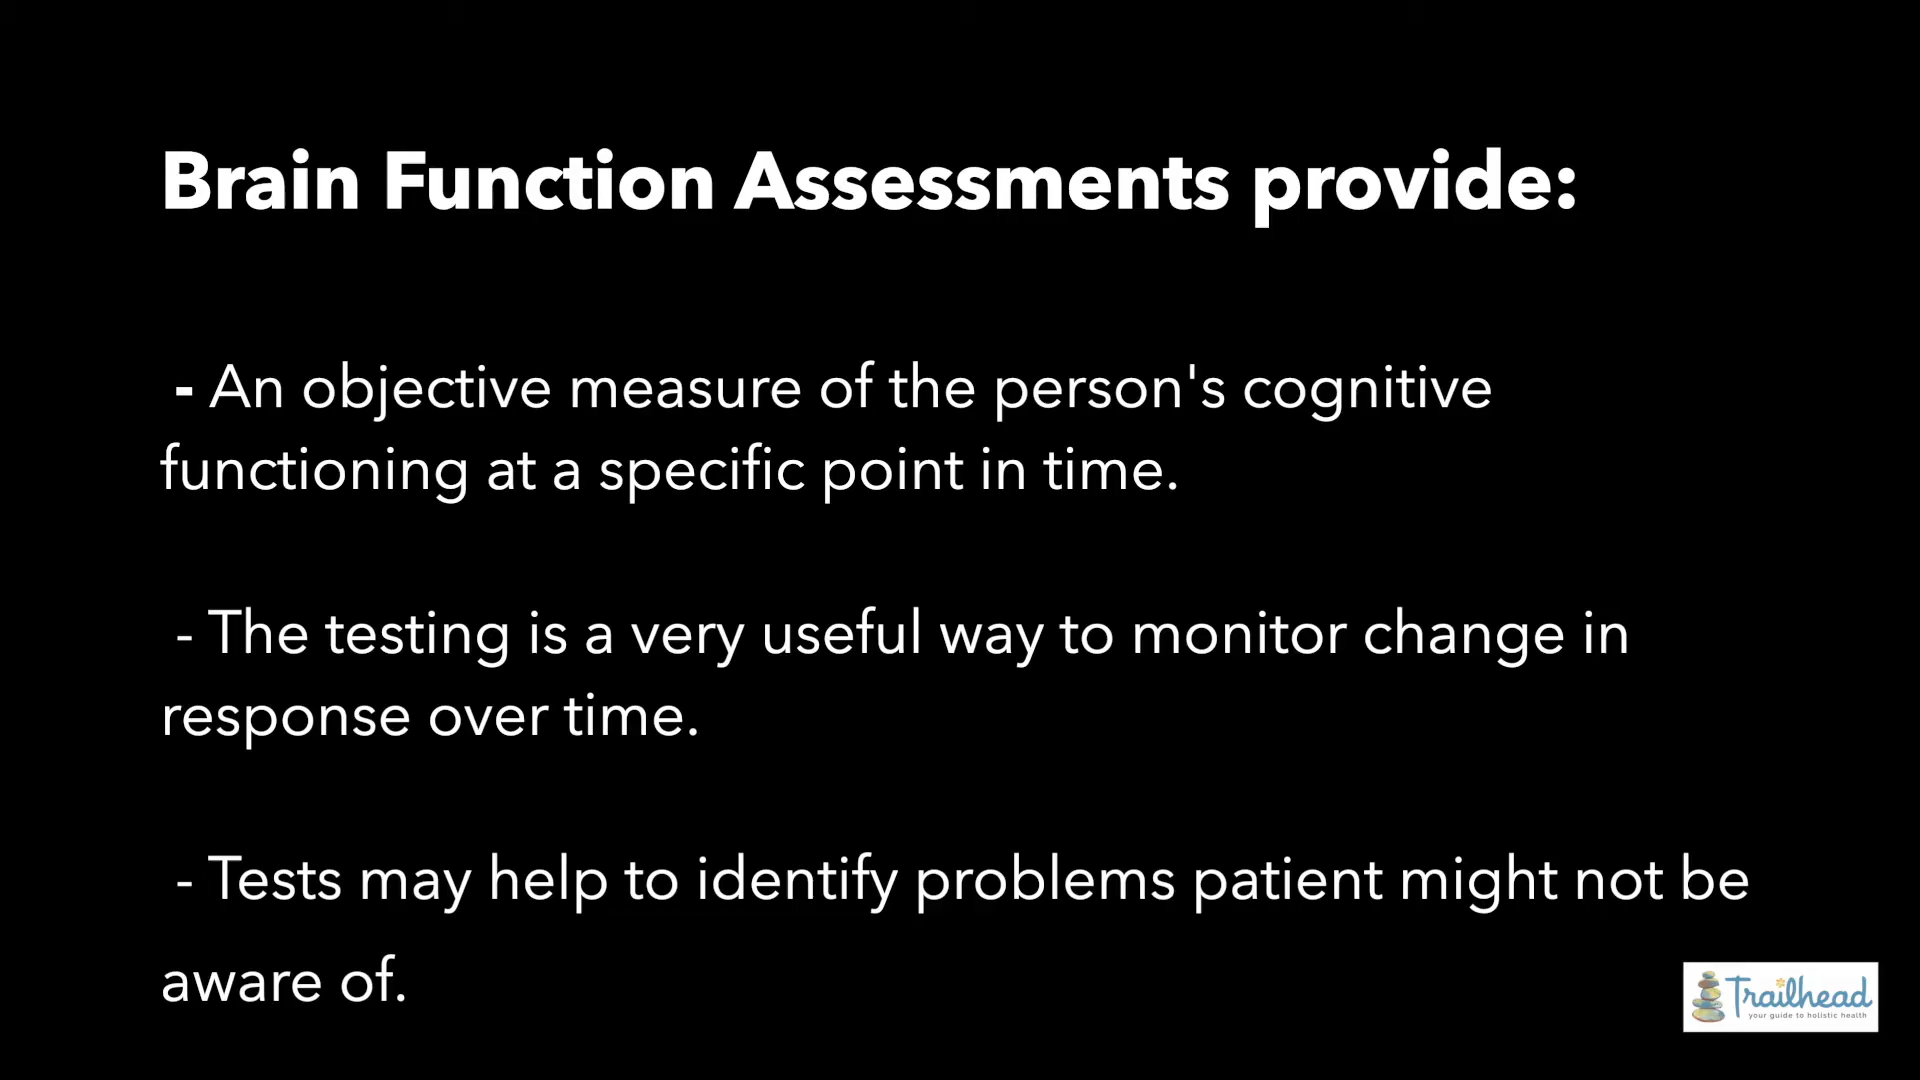 Brain Function Assessments provide:
- An objective measure of the person's cognitive
functioning at a specific point in time.
- The testing is a very useful way to monitor change in
response over time.
- Tests may help to identify problems patient might not be
aware of.
Trailhead
your guide to holistic health